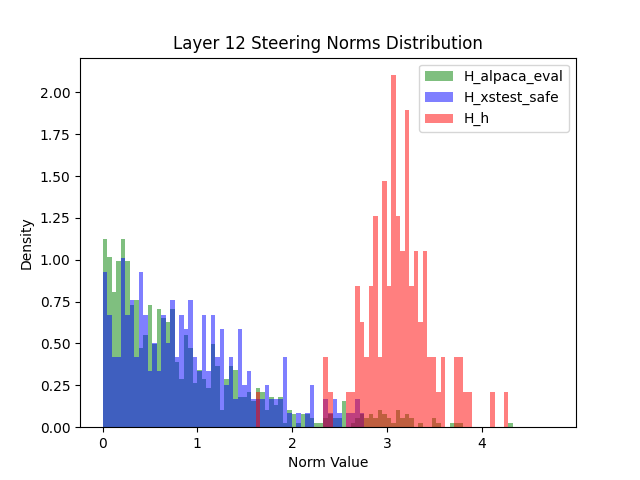 Layer 12 Steering Norms Distribution
H_alpaca_eval
H_xstest_safe
H_h
Density
2.00
1.75
1.50
1.25
1.00
0.75
0.50
0.25
0.00
0 1 2 3 4
Norm Value